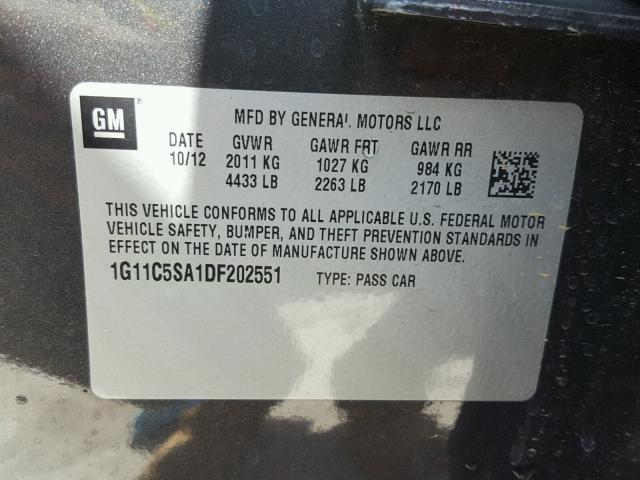 GM
MFD BY GENERAL MOTORS LLC
DATE GVWR GAWR FRT GAWR RR
10/12 2011 KG 1027 KG 984 KG
4433 LB 2263 LB 2170 LB
THIS VEHICLE CONFORMS TO ALL APPLICABLE U.S. FEDERAL MOTOR
VEHICLE SAFETY, BUMPER, AND THEFT PREVENTION STANDARDS IN
EFFECT ON THE DATE OF MANUFACTURE SHOWN ABOVE.
1G11C5SA1DF202551 TYPE: PASS CAR